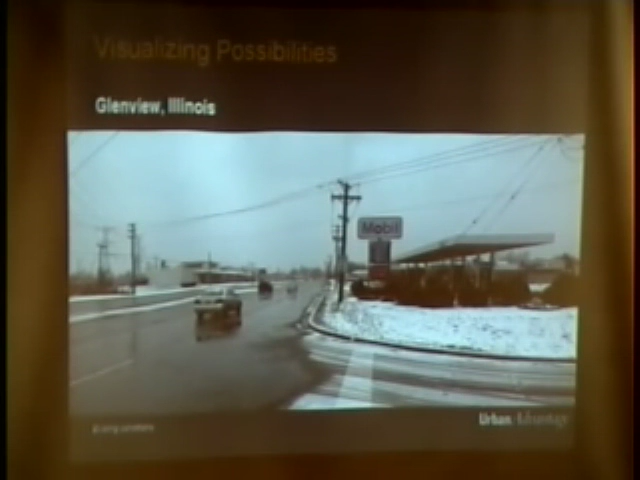 Visualizing Possibilities
Glenview, Illinois
Mobil
Urban Advantage